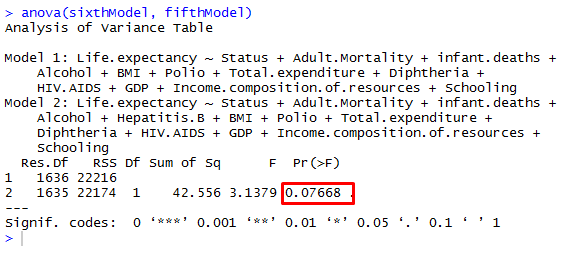 > anova(sixthModel, fifthModel)
Analysis of Variance Table
Model 1: Life.expectancy ~ Status + Adult.Mortality + infant.deaths +
Alcohol + BMI + Polio + Total.expenditure + Diphtheria +
HIV.AIDS + GDP + Income.composition.of.resources + Schooling
Model 2: Life.expectancy ~ Status + Adult.Mortality + infant.deaths +
Alcohol + Hepatitis.B + BMI + Polio + Total.expenditure +
Diphtheria + HIV.AIDS + GDP + Income.composition.of.resources +
Schooling
Res.Df RSS Df Sum of Sq F Pr(>F)
1 1636 22216
2 1635 22174 1 42.556 3.1379 0.07668 .
---
Signif. codes: 0 ‘***’ 0.001 ‘**’ 0.01 ‘*’ 0.05 ‘.’ 0.1 ‘ ’ 1
>